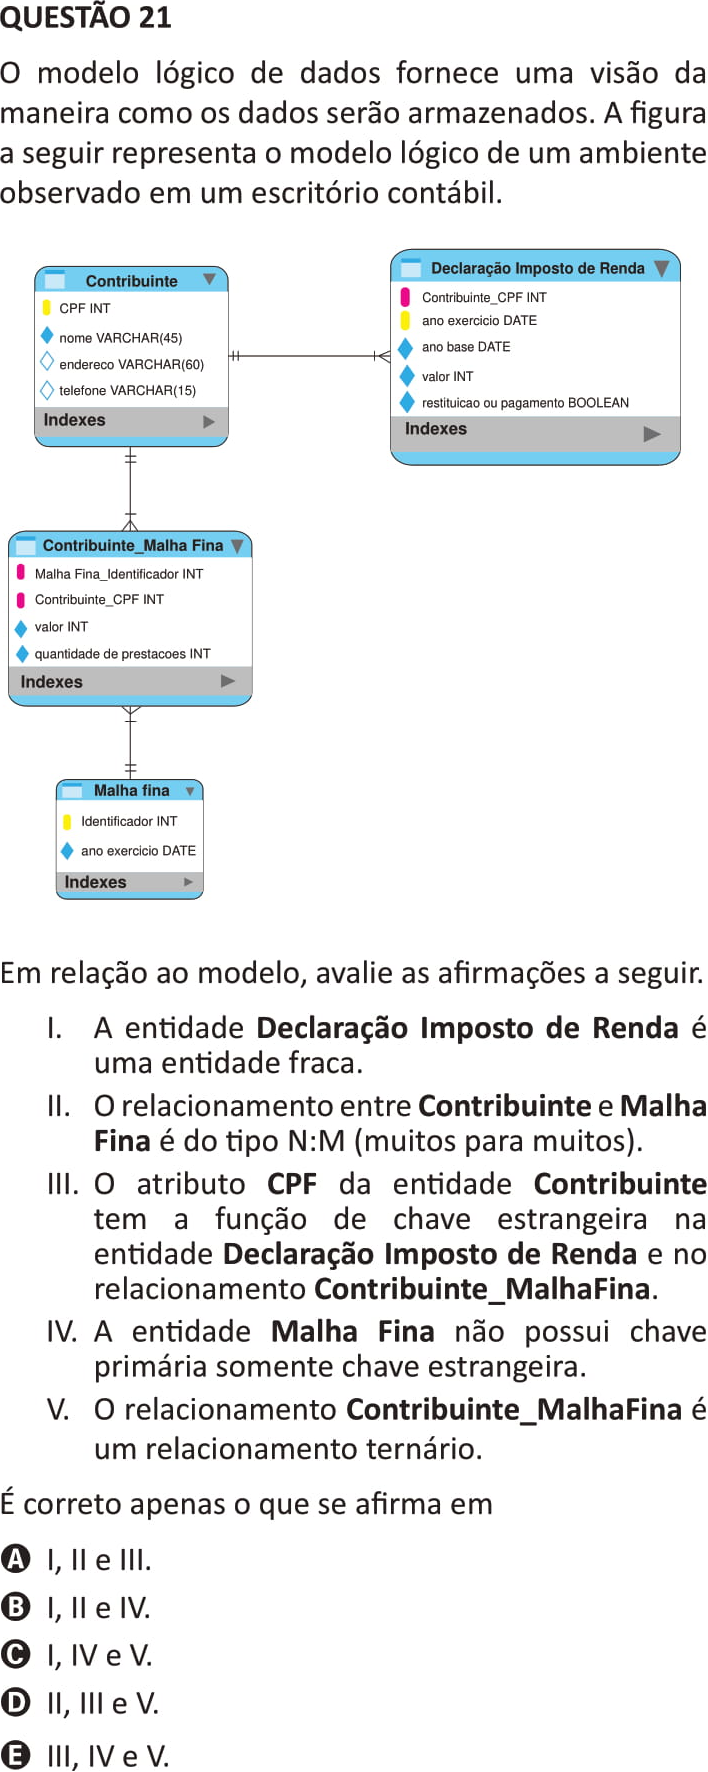 QUESTÃO 21
O modelo lógico de dados fornece uma visão da
maneira como os dados serão armazenados. A figura
a seguir representa o modelo lógico de um ambiente
observado em um escritório contábil.
Contribuinte
CPF INT
nome VARCHAR(45)
endereco VARCHAR(60)
telefone VARCHAR(15)
Indexes
Declaração Imposto de Renda
Contribuinte_CPF INT
ano exercicio DATE
ano base DATE
valor INT
restituicao ou pagamento BOOLEAN
Indexes
Contribuinte_Malha Fina
Malha Fina_Identificador INT
Contribuinte_CPF INT
valor INT
quantidade de prestacoes INT
Indexes
Malha fina
Identificador INT
ano exercicio DATE
Indexes
Em relação ao modelo, avalie as afirmações a seguir.
I. A entidade Declaração Imposto de Renda é
uma entidade fraca.
II. O relacionamento entre Contribuinte e Malha
Fina é do tipo N:M (muitos para muitos).
III. O atributo CPF da entidade Contribuinte
tem a função de chave estrangeira na
entidade Declaração Imposto de Renda e no
relacionamento Contribuinte_MalhaFina.
IV. A entidade Malha Fina não possui chave
primária somente chave estrangeira.
V. O relacionamento Contribuinte_MalhaFina é
um relacionamento ternário.
É correto apenas o que se afirma em
A I, II e III.
B I, II e IV.
C I, IV e V.
D II, III e V.
E III, IV e V.